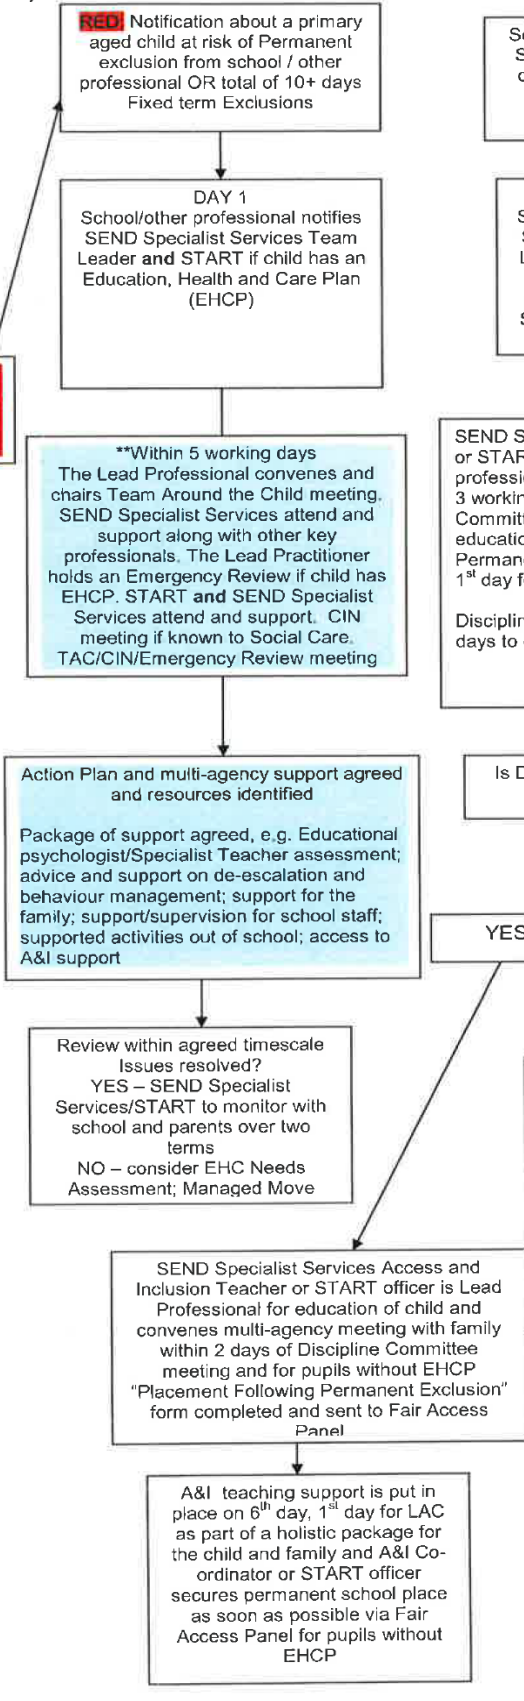 RED: Notification about a primary
aged child at risk of Permanent
exclusion from school / other
professional OR total of 10+ days
Fixed term Exclusions
DAY 1
School/other professional notifies
SEND Specialist Services Team
Leader and START if child has an
Education, Health and Care Plan
(EHCP)
**Within 5 working days
The Lead Professional convenes and
chairs Team Around the Child meeting.
SEND Specialist Services attend and
support along with other key
professionals. The Lead Practitioner
holds an Emergency Review if child has
EHCP. START and SEND Specialist
Services attend and support. CIN
meeting if known to Social Care.
TAC/CIN/Emergency Review meeting
SEND S
or STAR
professi
3 workin
Committ
educatio
Permane
1st day f
Disciplin
days to
Action Plan and multi-agency support agreed
and resources identified
Package of support agreed, e.g. Educational
psychologist/Specialist Teacher assessment;
advice and support on de-escalation and
behaviour management; support for the
family; support/supervision for school staff;
supported activities out of school; access to
A&I support
Is D
YES
Review within agreed timescale
Issues resolved?
YES – SEND Specialist
Services/START to monitor with
school and parents over two
terms
NO – consider EHC Needs
Assessment; Managed Move
SEND Specialist Services Access and
Inclusion Teacher or START officer is Lead
Professional for education of child and
convenes multi-agency meeting with family
within 2 days of Discipline Committee
meeting and for pupils without EHCP
"Placement Following Permanent Exclusion"
form completed and sent to Fair Access
Panel
A&I teaching support is put in
place on 6th day, 1st day for LAC
as part of a holistic package for
the child and family and A&I Co-
ordinator or START officer
secures permanent school place
as soon as possible via Fair
Access Panel for pupils without
EHCP